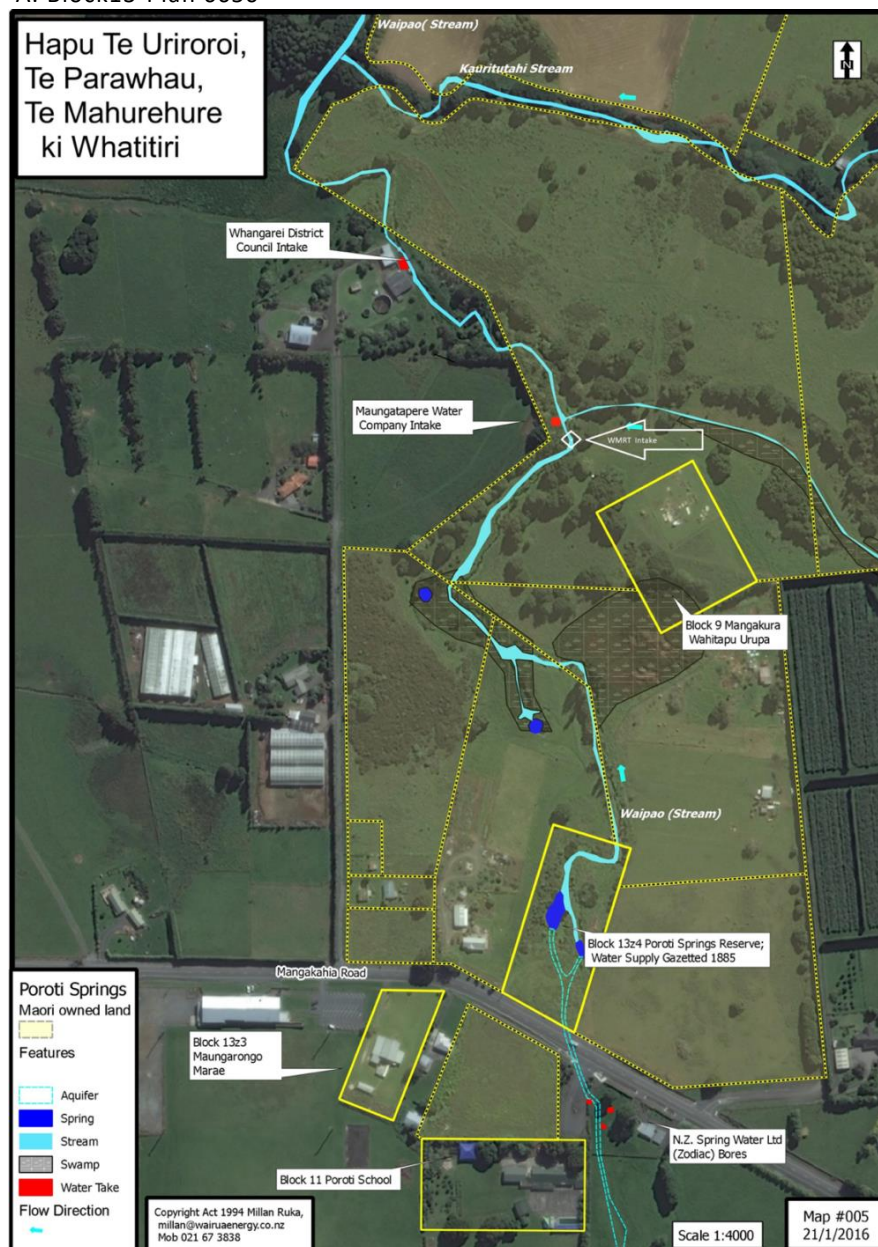 Hapu Te Uriroroi,
Te Parawhau,
Te Mahurehure
ki Whatitiri
Waipao( Stream)
Kauritutahi Stream
N
Whangarei District
Council Intake
Maungatapere Water
Company Intake
WMRT Intake
Block 9 Mangakura
Wahitapu Urupa
Waipao (Stream)
Block 13z4 Poroti Springs Reserve;
Water Supply Gazetted 1885
Mangakahia Road
Block 13z3
Maungarongo
Marae
N.Z. Spring Water Ltd
(Zodiac) Bores
Block 11 Poroti School
Poroti Springs
Maori owned land
Features
Aquifer
Spring
Stream
Swamp
Water Take
Flow Direction
Copyright Act 1994 Millan Ruka,
millan@wairuaenergy.co.nz
Mob 021 67 3838
Scale 1:4000
Map #005
21/1/2016